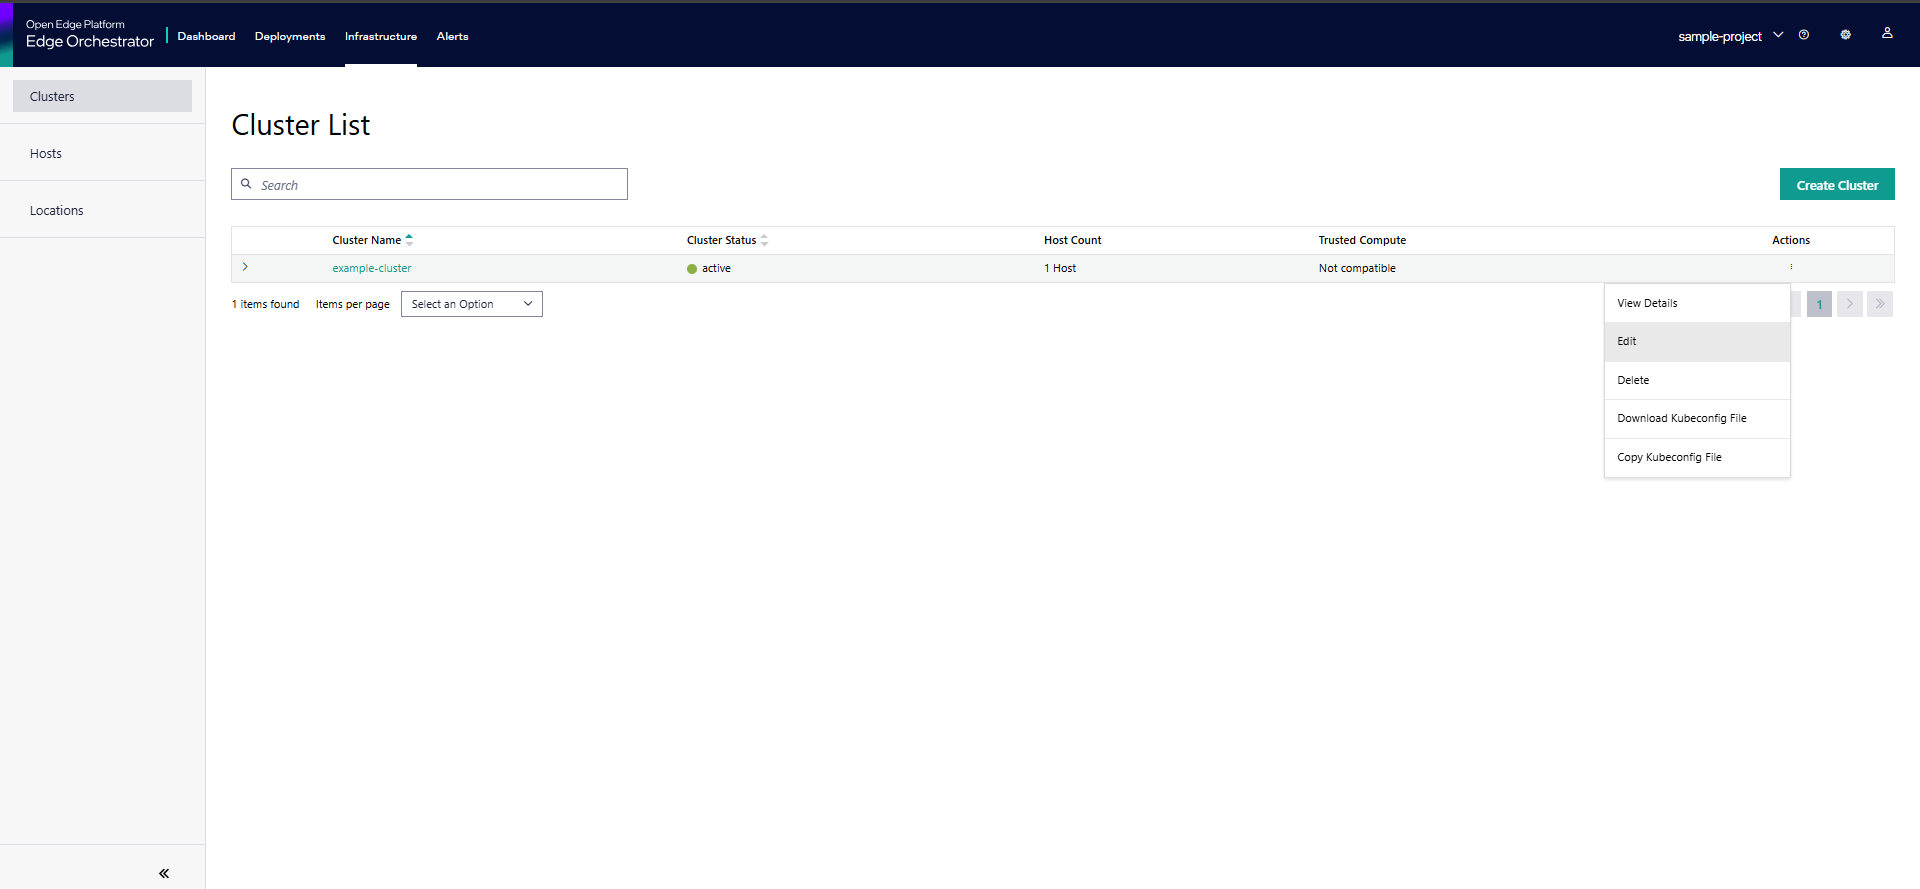 Open Edge Platform
Edge Orchestrator
Dashboard Deployments Infrastructure Alerts
sample-project
Clusters
Hosts
Locations
Cluster List
Search
Create Cluster
Cluster Name Cluster Status Host Count Trusted Compute Actions
example-cluster active 1 Host Not compatible
1 items found Items per page Select an Option
1
View Details
Edit
Delete
Download Kubeconfig File
Copy Kubeconfig File